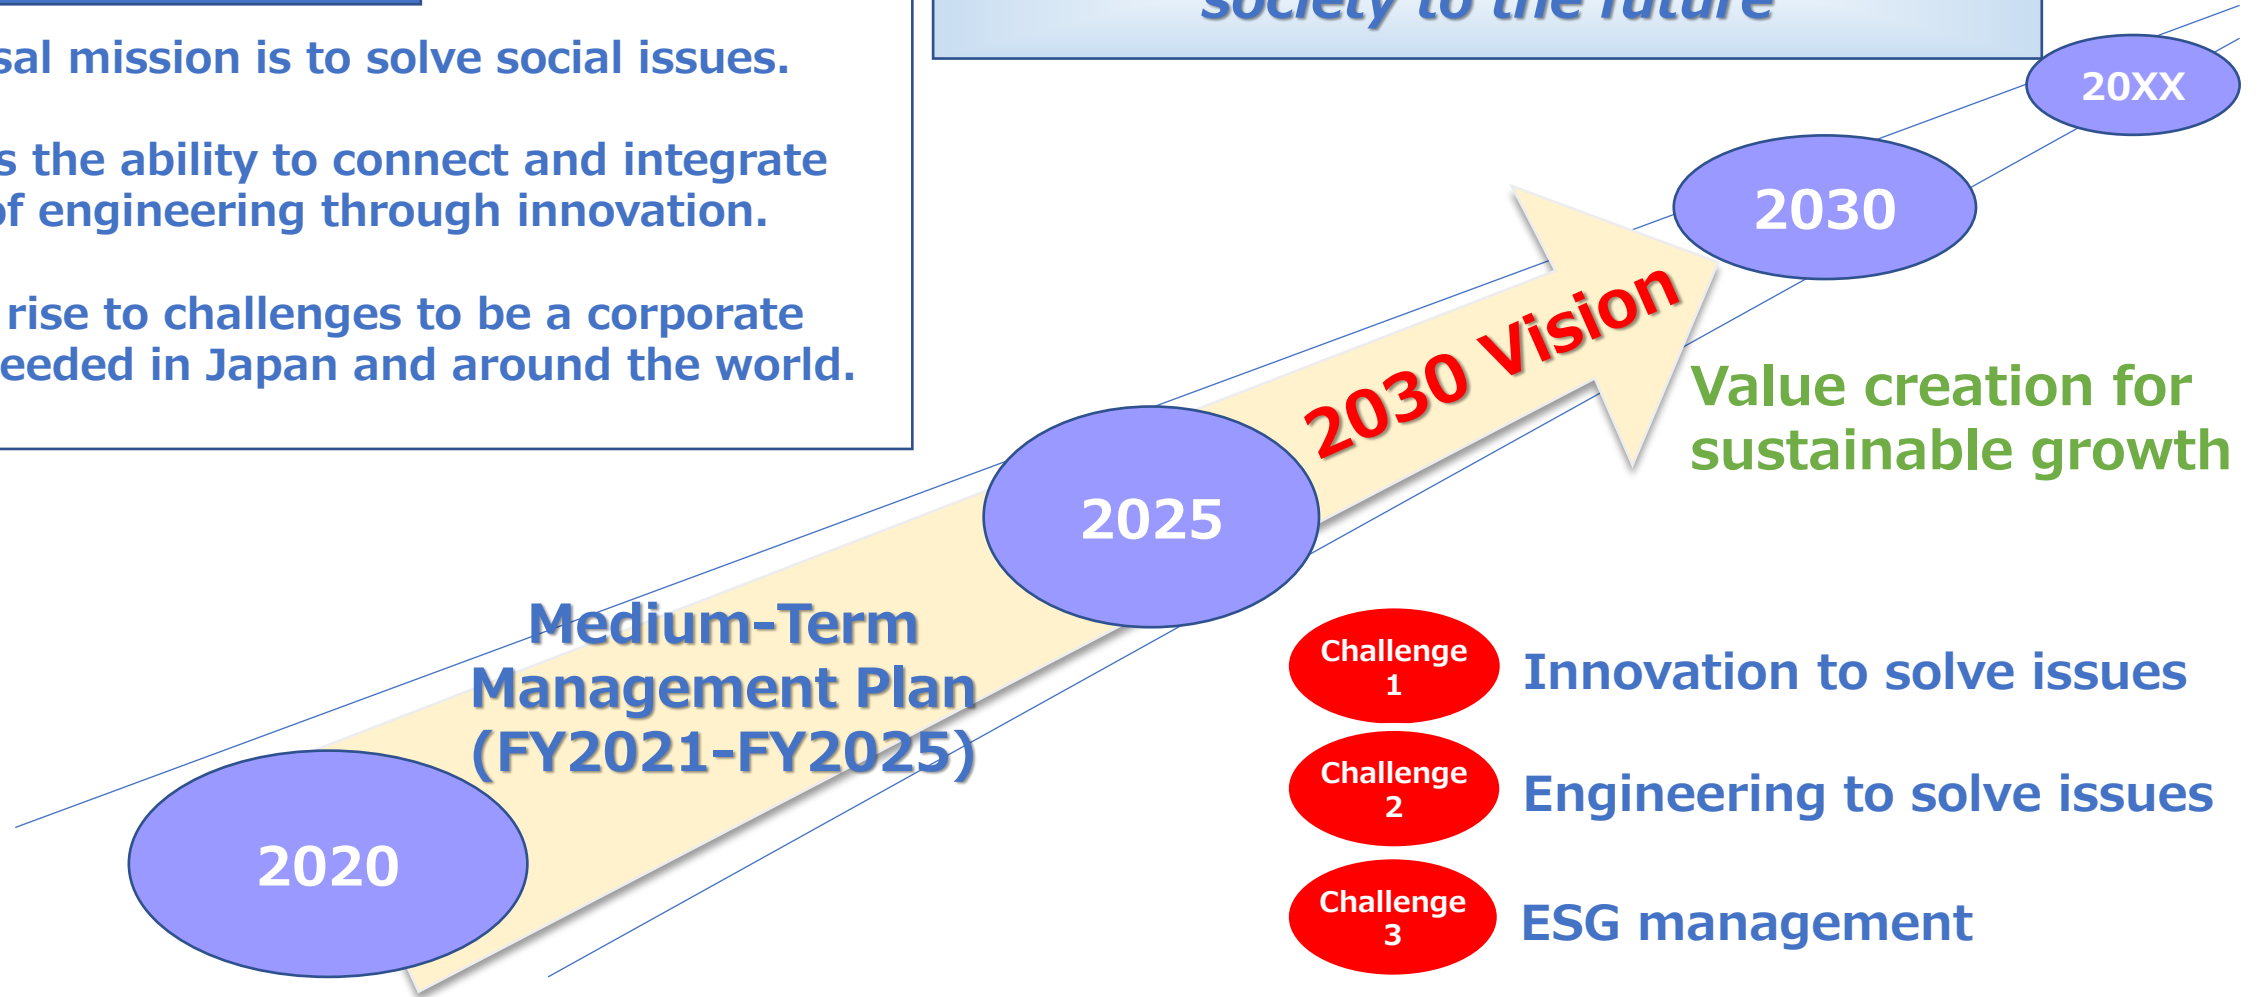 society to the future
mission is to solve social issues.
the ability to connect and integrate
of engineering through innovation.
rise to challenges to be a corporate
in Japan and around the world.
20XX
2030
2030 Vision
Value creation for
sustainable growth
2025
Medium-Term
Management Plan
(FY2021-FY2025)
2020
Challenge
1
Innovation to solve issues
Challenge
2
Engineering to solve issues
Challenge
3
ESG management